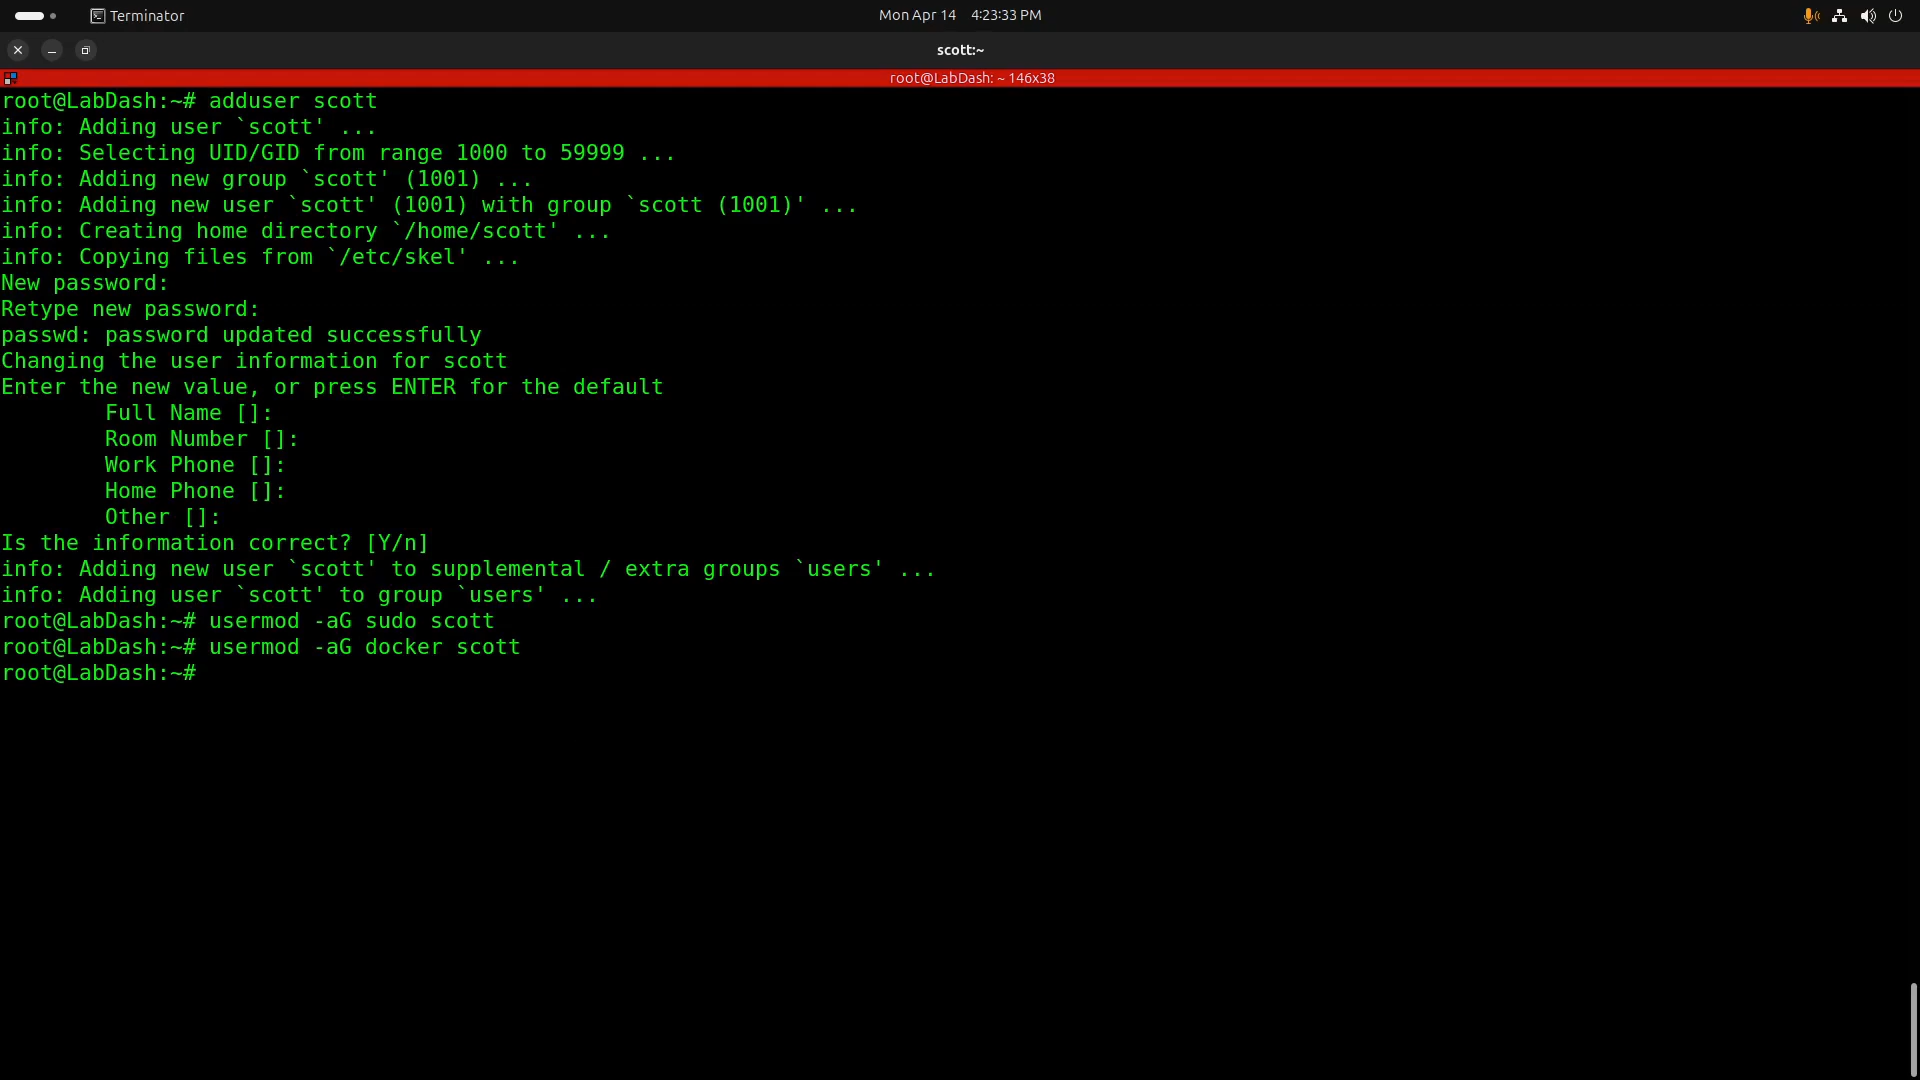 Terminator
Mon Apr 14 4:23:33 PM
scott:~
root@LabDash: ~ 146x38
root@LabDash:~# adduser scott
info: Adding user `scott' ...
info: Selecting UID/GID from range 1000 to 59999 ...
info: Adding new group `scott' (1001) ...
info: Adding new user `scott' (1001) with group `scott (1001)' ...
info: Creating home directory `/home/scott' ...
info: Copying files from `/etc/skel' ...
New password:
Retype new password:
passwd: password updated successfully
Changing the user information for scott
Enter the new value, or press ENTER for the default
        Full Name []:
        Room Number []:
        Work Phone []:
        Home Phone []:
        Other []:
Is the information correct? [Y/n]
info: Adding new user `scott' to supplemental / extra groups `users' ...
info: Adding user `scott' to group `users' ...
root@LabDash:~# usermod -aG sudo scott
root@LabDash:~# usermod -aG docker scott
root@LabDash:~#